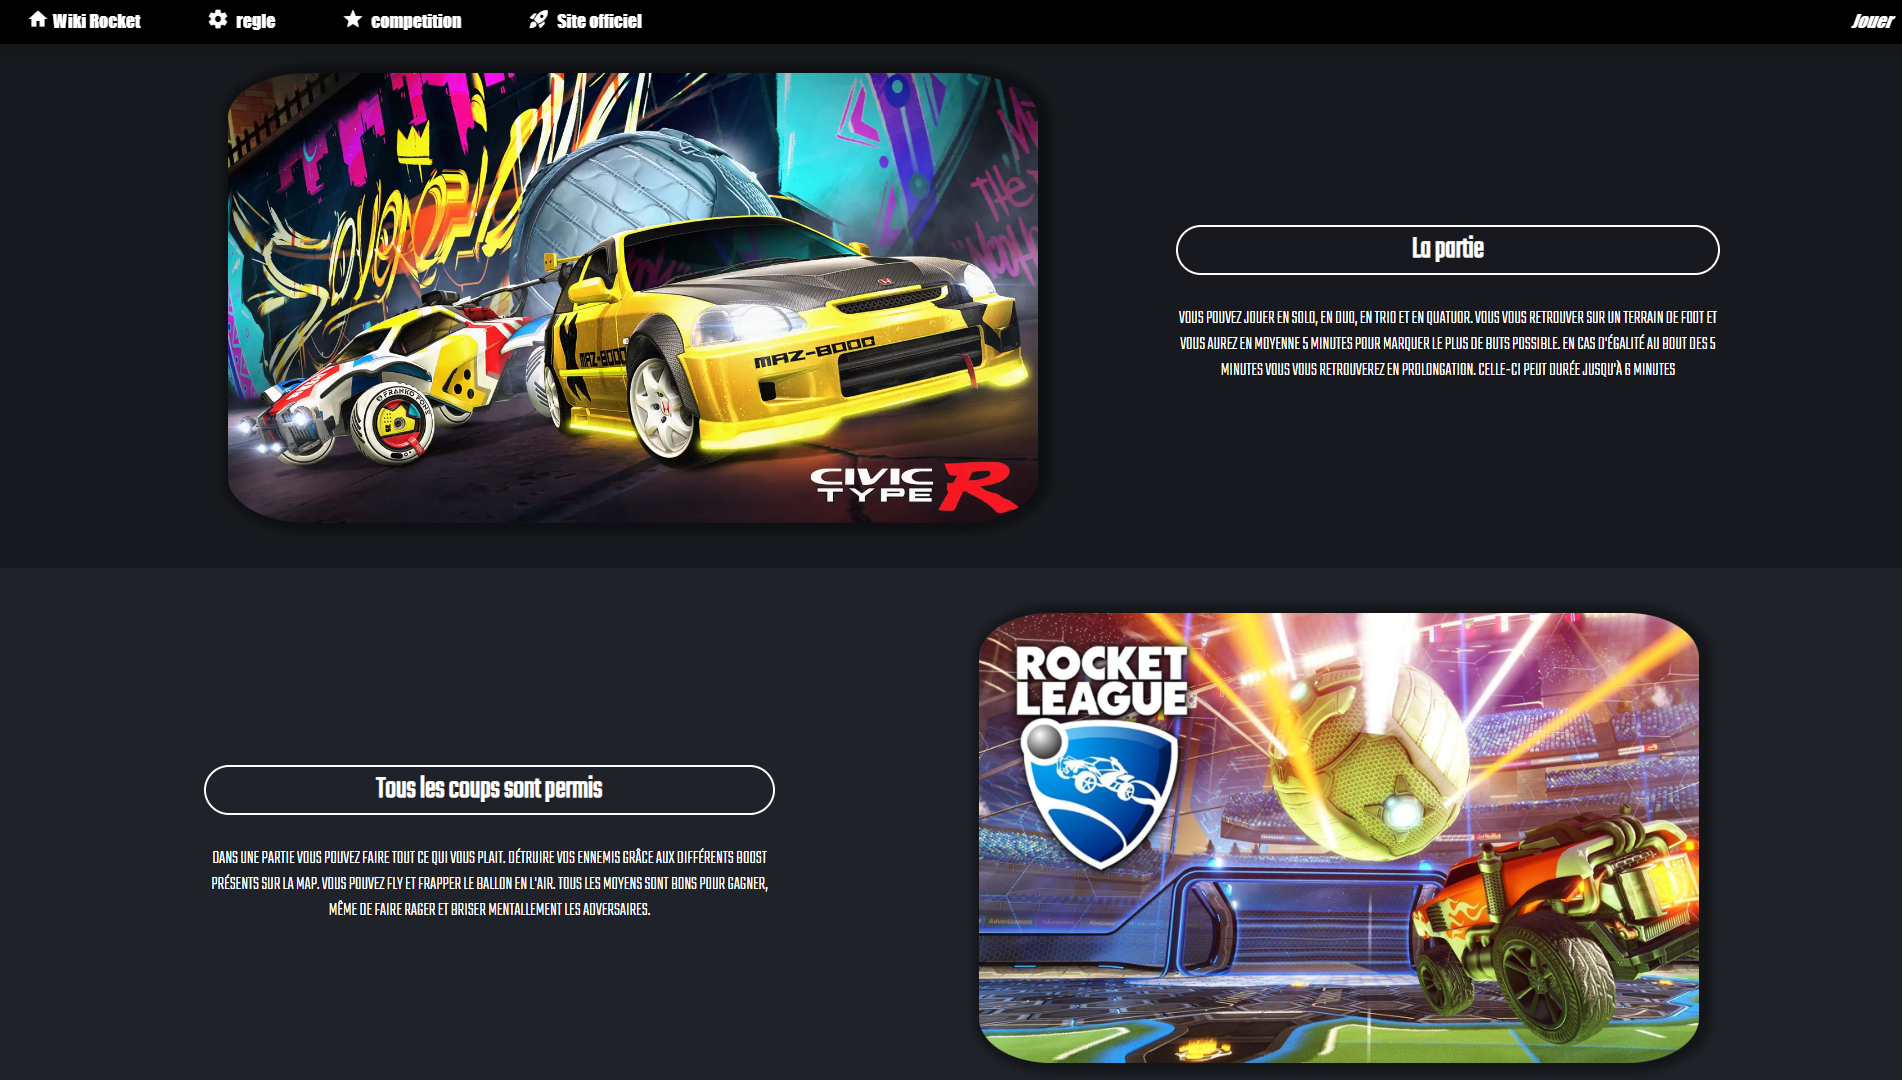 Wiki Rocket
regle
competition
Site officiel
Jouer
The
MAZ-8000
MAZ-8000
FRANKO FONE
CIVIC
TYPE R
La partie
VOUS POUVEZ JOUER EN SOLO, EN DUO, EN TRIO ET EN QUATUOR. VOUS VOUS RETROUVER SUR UN TERRAIN DE FOOT ET
VOUS AUREZ EN MOYENNE 5 MINUTES POUR MARQUER LE PLUS DE BUTS POSSIBLE. EN CAS D'ÉGALITÉ AU BOUT DES 5
MINUTES VOUS VOUS RETROUVEREZ EN PROLONGATION. CELLE-CI PEUT DURÉE JUSQU'À 6 MINUTES
Tous les coups sont permis
DANS UNE PARTIE VOUS POUVEZ FAIRE TOUT CE QUI VOUS PLAIT. DÉTRUIRE VOS ENNEMIS GRÂCE AUX DIFFÉRENTS BOOST
PRÉSENTS SUR LA MAP. VOUS POUVEZ FLY ET FRAPPER LE BALLON EN L'AIR. TOUS LES MOYENS SONT BONS POUR GAGNER,
MÊME DE FAIRE RAGER ET BRISER MENTALLEMENT LES ADVERSAIRES.
ROCKET
LEAGUE
Advertisement